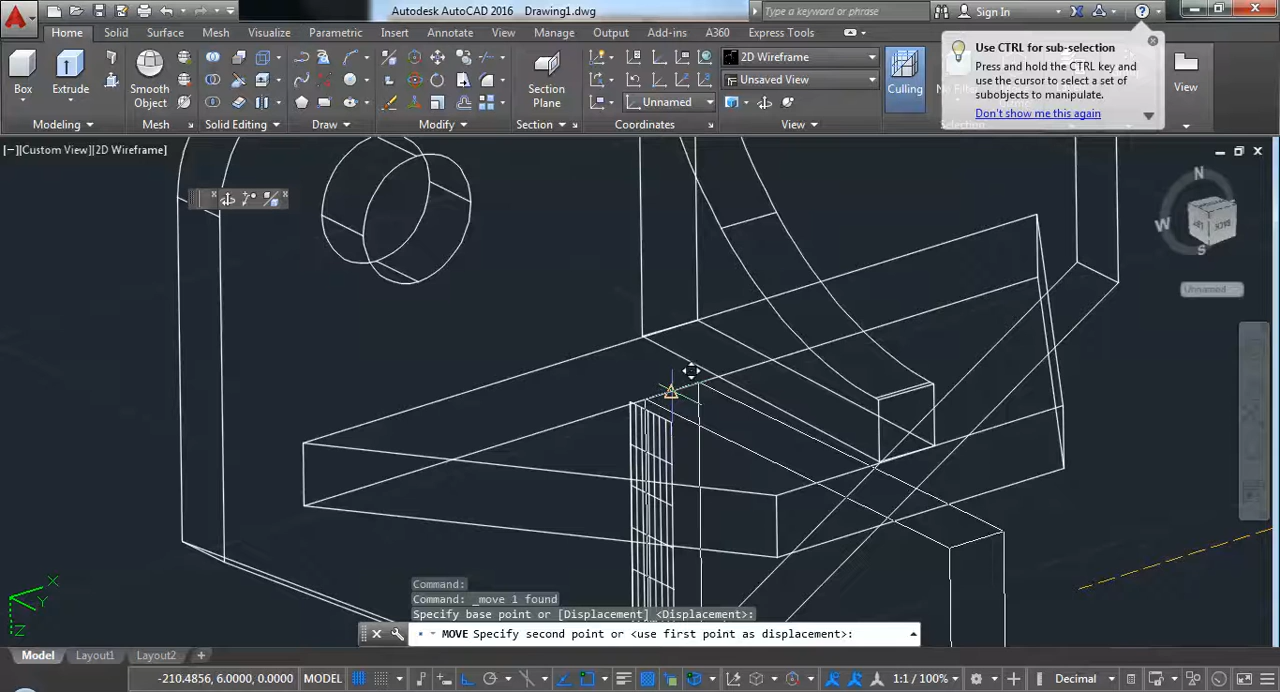 Autodesk AutoCAD 2016 Drawing1.dwg
Type a keyword or phrase
Sign In
Home Solid Surface Mesh Visualize Parametric Insert Annotate View Manage Output Add-ins A360 Express Tools
Use CTRL for sub-selection
Press and hold the CTRL key and
use the cursor to select a set of
subobjects to manipulate.
Don't show me this again
Box
Extrude
Smooth
Object
Section
Plane
2D Wireframe
Unsaved View
Unnamed
Culling
View
Modeling
Mesh
Solid Editing
Draw
Modify
Section
Coordinates
View
[−][Custom View][2D Wireframe]
N
W
S
Unnamed
X
Y
Z
Command:
Command: _move 1 found
Specify base point or [Displacement] <Displacement>:
MOVE Specify second point or <use first point as displacement>:
Model Layout1 Layout2 +
-210.4856, 6.0000, 0.0000 MODEL 1:1 / 100% Decimal